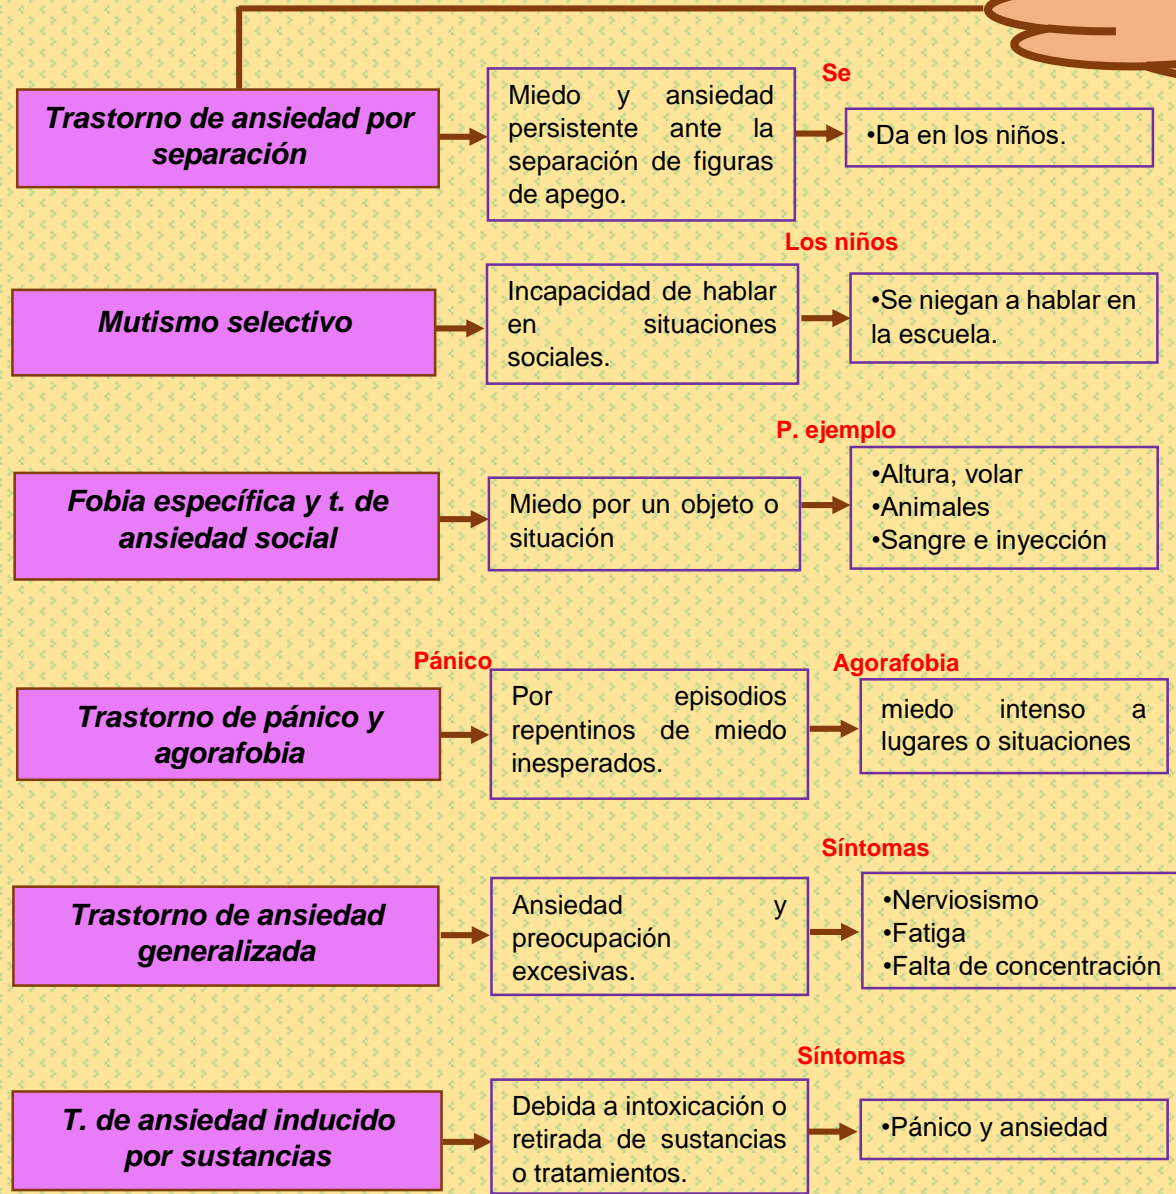 Trastorno de ansiedad por
separación
Miedo y ansiedad
persistente ante la
separación de figuras
de apego.
Se
•Da en los niños.
Mutismo selectivo
Incapacidad de hablar
en situaciones
sociales.
Los niños
•Se niegan a hablar en
la escuela.
Fobia específica y t. de
ansiedad social
Miedo por un objeto o
situación
P. ejemplo
•Altura, volar
•Animales
•Sangre e inyección
Trastorno de pánico y
agorafobia
Pánico
Por episodios
repentinos de miedo
inesperados.
Agorafobia
miedo intenso a
lugares o situaciones
Trastorno de ansiedad
generalizada
Ansiedad y
preocupación
excesivas.
Síntomas
•Nerviosismo
•Fatiga
•Falta de concentración
T. de ansiedad inducido
por sustancias
Debida a intoxicación o
retirada de sustancias
o tratamientos.
Síntomas
•Pánico y ansiedad